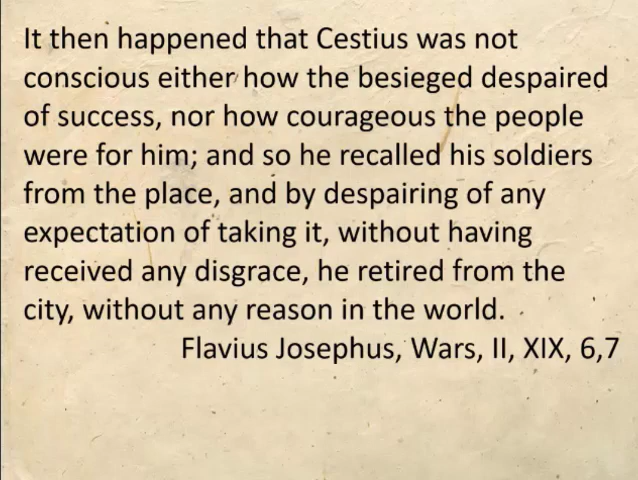 It then happened that Cestius was not
conscious either how the besieged despaired
of success, nor how courageous the people
were for him; and so he recalled his soldiers
from the place, and by despairing of any
expectation of taking it, without having
received any disgrace, he retired from the
city, without any reason in the world.
Flavius Josephus, Wars, II, XIX, 6,7